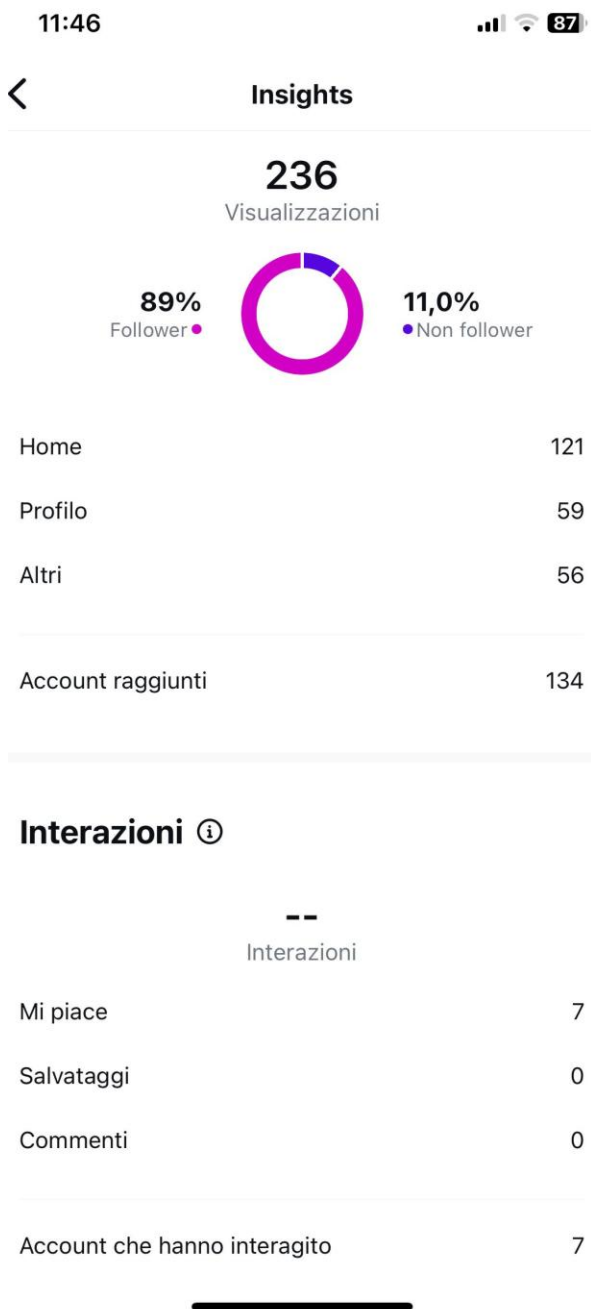 11:46
87
Insights
236
Visualizzazioni
89%
Follower
11,0%
Non follower
Home 121
Profilo 59
Altri 56
Account raggiunti 134
Interazioni
--
Interazioni
Mi piace 7
Salvataggi 0
Commenti 0
Account che hanno interagito 7